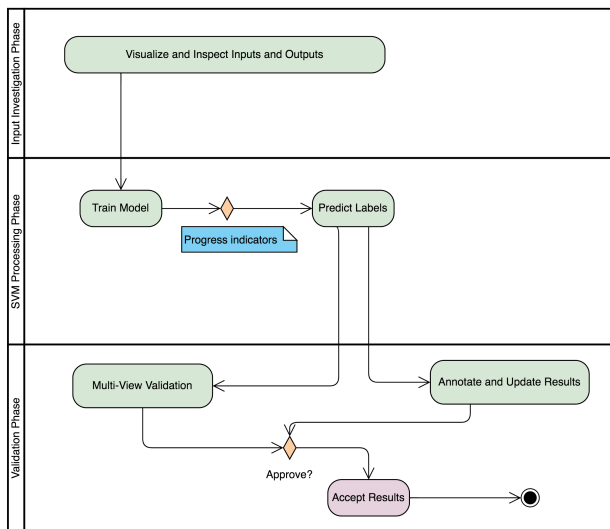 Input Investigation Phase
Visualize and Inspect Inputs and Outputs
SVM Processing Phase
Train Model
Predict Labels
Progress indicators
Validation Phase
Multi-View Validation
Annotate and Update Results
Approve?
Accept Results